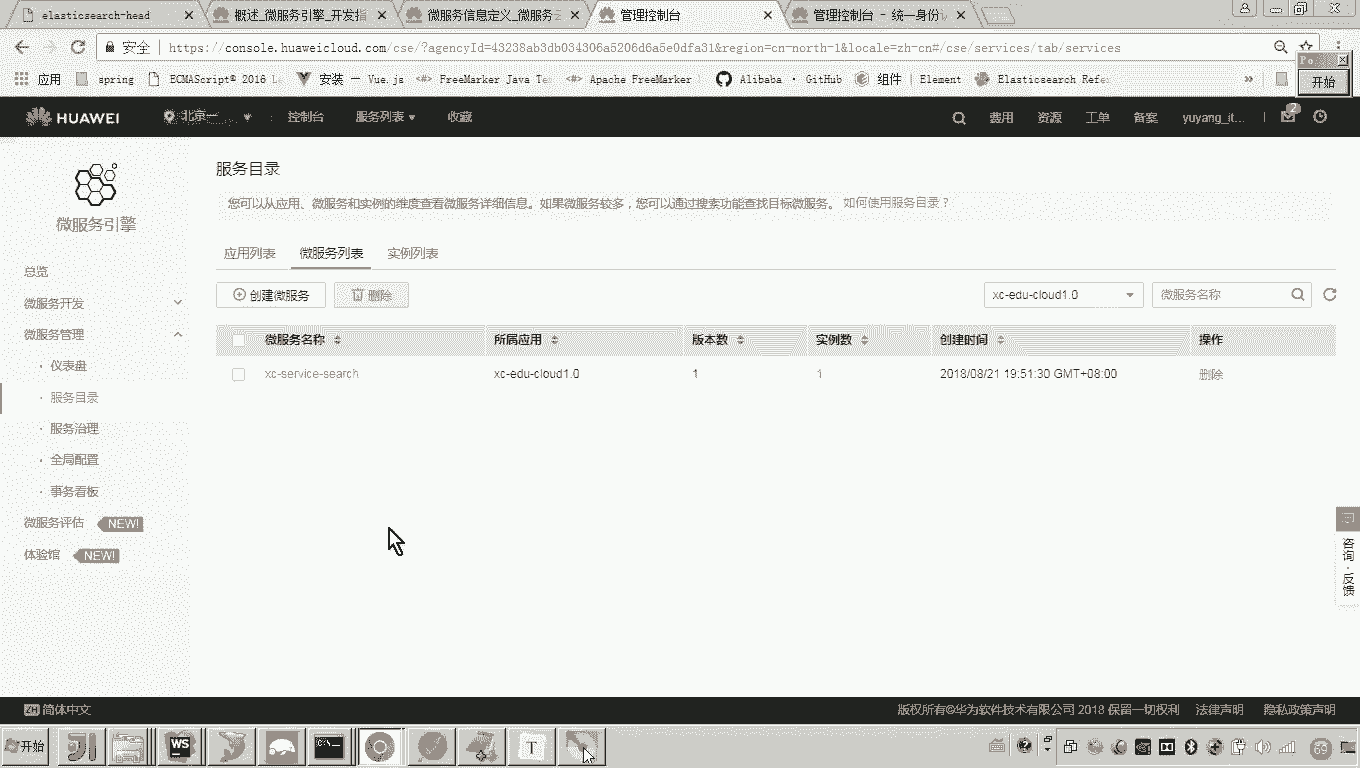 elasticsearch-head
概述_微服务引擎_开发指
微服务信息定义_微服务云
管理控制台
管理控制台 - 统一身份
安全 | https://console.huaweicloud.com/cse/?agencyId=43238ab3db034306a5206d6a5e0dfa31&region=cn-north-1&locale=zh-cn#/cse/services/tab/services
应用 spring ECMAScript® 2016 L 安装 — Vue.js FreeMarker Java Te Apache FreeMarker Alibaba · GitHub 组件 | Element Elasticsearch Refe »
开始
HUAWEI 北京一 控制台 服务列表 收藏 费用 资源 工单 备案 yuyang_it... 2
微服务引擎
总览
微服务开发
微服务管理
· 仪表盘
· 服务目录
· 服务治理
· 全局配置
· 事务看板
微服务评估 NEW!
体验馆 NEW!
服务目录
您可以从应用、微服务和实例的维度查看微服务详细信息。如果微服务较多，您可以通过搜索功能查找目标微服务。 如何使用服务目录？
应用列表 微服务列表 实例列表
创建微服务 删除 xc-edu-cloud1.0 微服务名称
微服务名称 所属应用 版本数 实例数 创建时间 操作
xc-service-search xc-edu-cloud1.0 1 1 2018/08/21 19:51:30 GMT+08:00 删除
咨询·反馈
ZH 简体中文 版权所有©华为软件技术有限公司 2018 保留一切权利 法律声明 隐私政策声明
开始 WS T 69